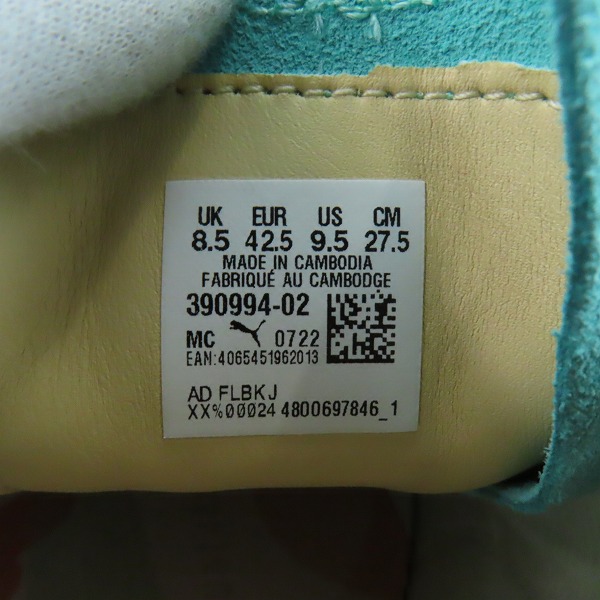 UK EUR US CM
8.5 42.5 9.5 27.5
MADE IN CAMBODIA
FABRIQUÉ AU CAMBODGE
390994-02
MC 0722
EAN:4065451962013
AD FLBKJ
XX%00024 4800697846_1